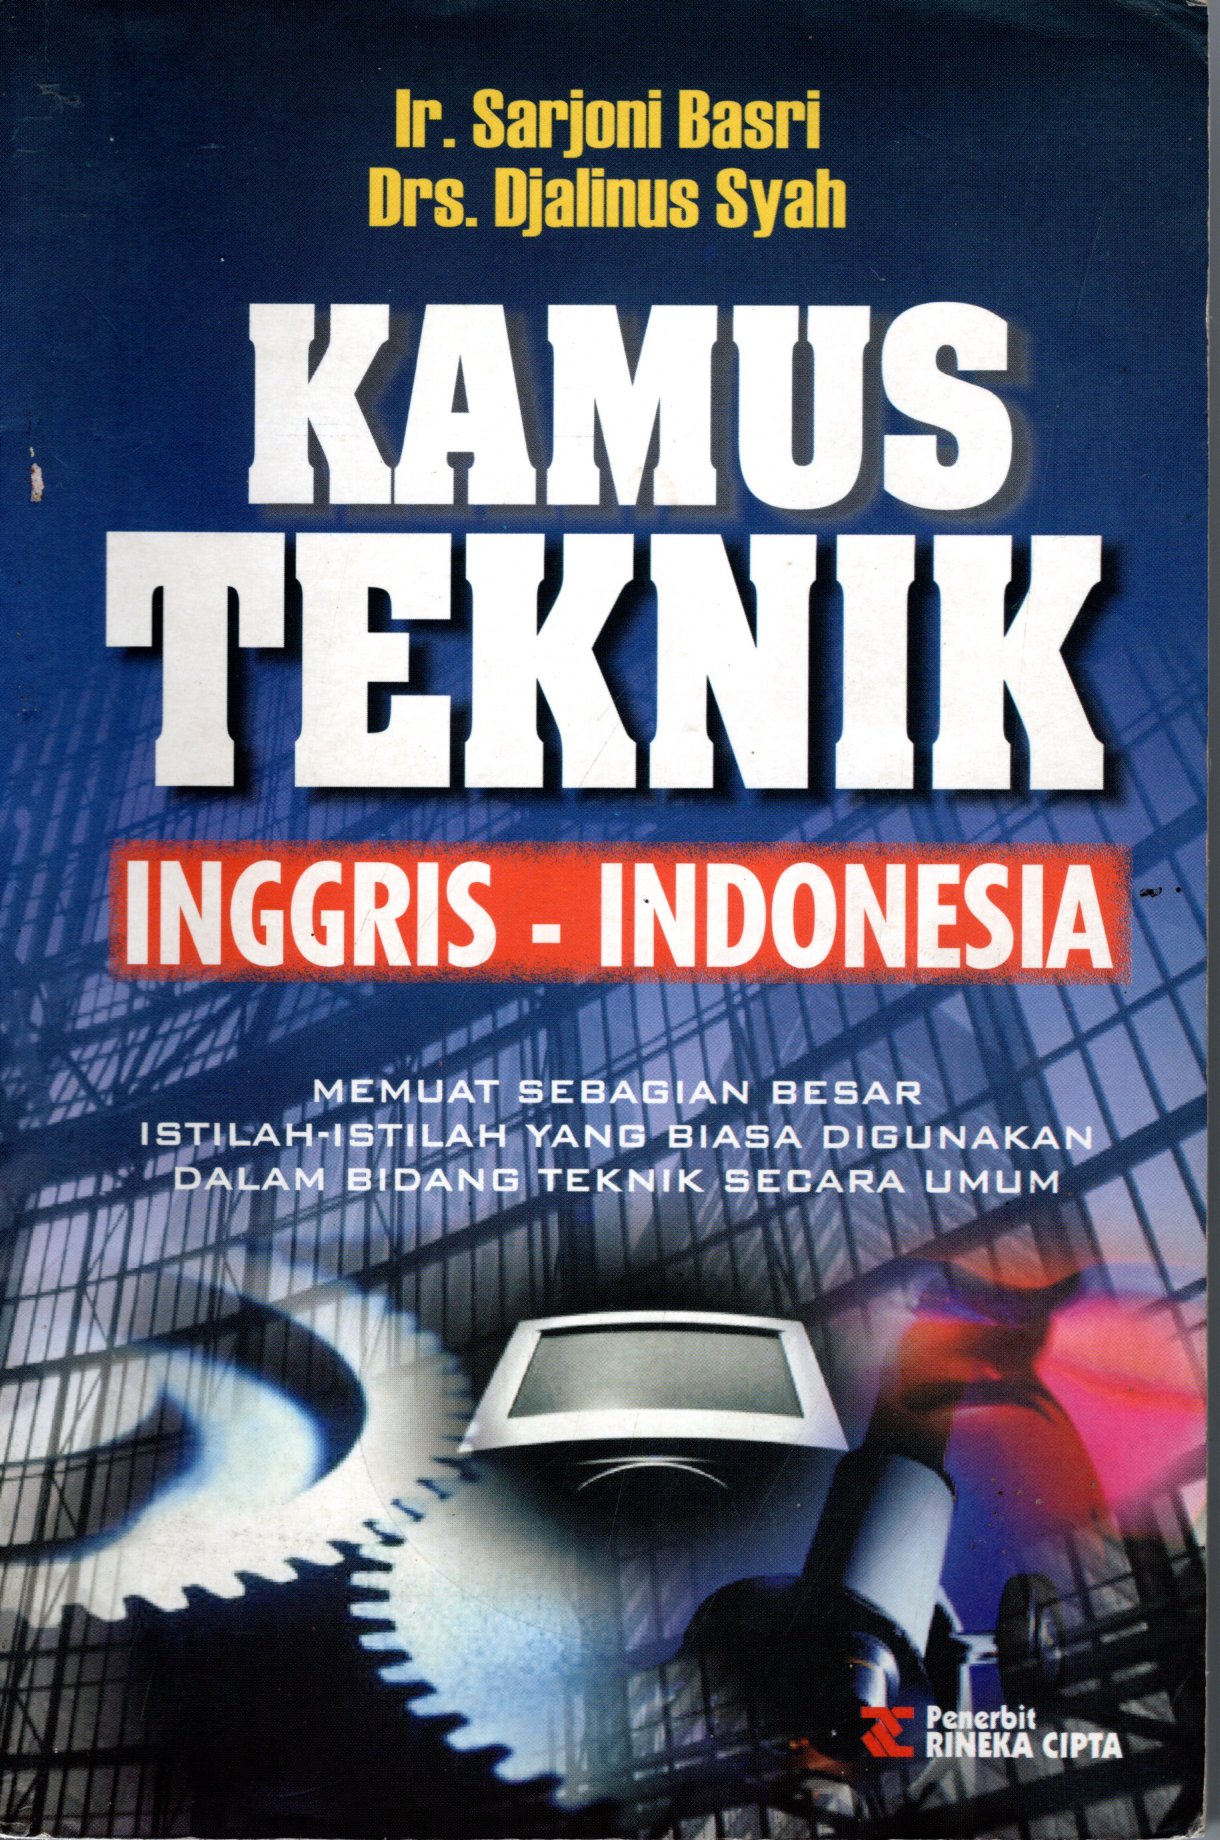 Ir. Sarjoni Basri
Drs. Djalinus Syah
KAMUS
TEKNIK
INGGRIS - INDONESIA
MEMUAT SEBAGIAN BESAR
ISTILAH-ISTILAH YANG BIASA DIGUNAKAN
DALAM BIDANG TEKNIK SECARA UMUM
Penerbit
RINEKA CIPTA